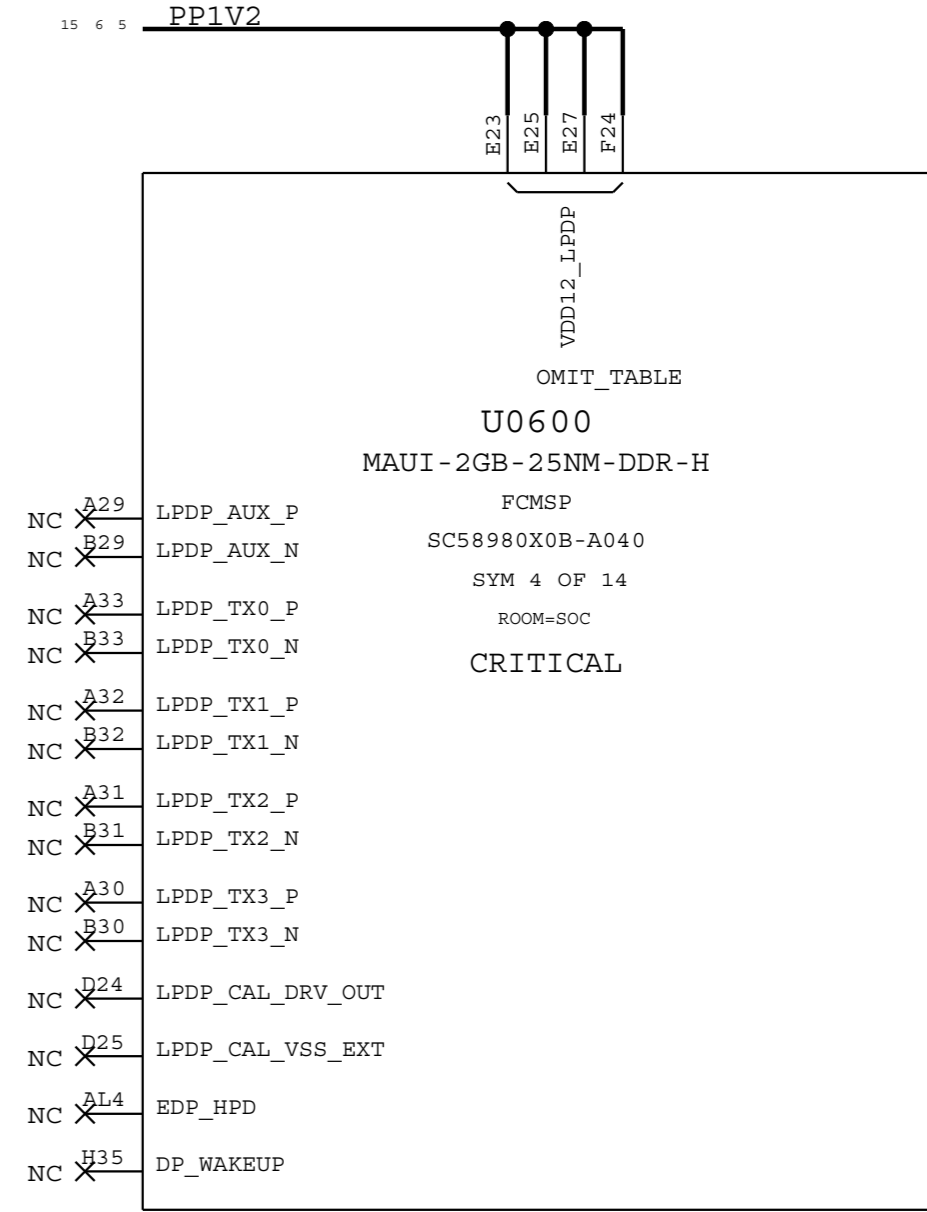 15 6 5 PP1V2
E23 E25 E27 F24
VDD12_LPDP
OMIT_TABLE
U0600
MAUI-2GB-25NM-DDR-H
FCMSP
SC58980X0B-A040
SYM 4 OF 14
ROOM=SOC
CRITICAL
NC A29 LPDP_AUX_P
NC B29 LPDP_AUX_N
NC A33 LPDP_TX0_P
NC B33 LPDP_TX0_N
NC A32 LPDP_TX1_P
NC B32 LPDP_TX1_N
NC A31 LPDP_TX2_P
NC B31 LPDP_TX2_N
NC A30 LPDP_TX3_P
NC B30 LPDP_TX3_N
NC D24 LPDP_CAL_DRV_OUT
NC D25 LPDP_CAL_VSS_EXT
NC AL4 EDP_HPD
NC H35 DP_WAKEUP